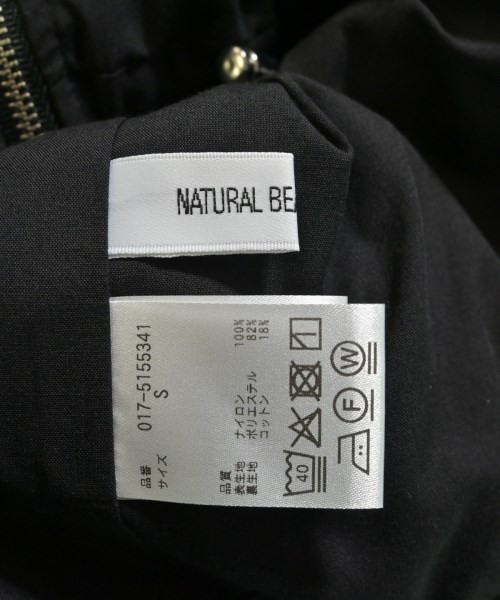 NATURAL BE
品番 017-5155341
サイズ S
品質
表生地 ナイロン 100%
裏生地 ポリエステル 82%
コットン 18%
40
F W